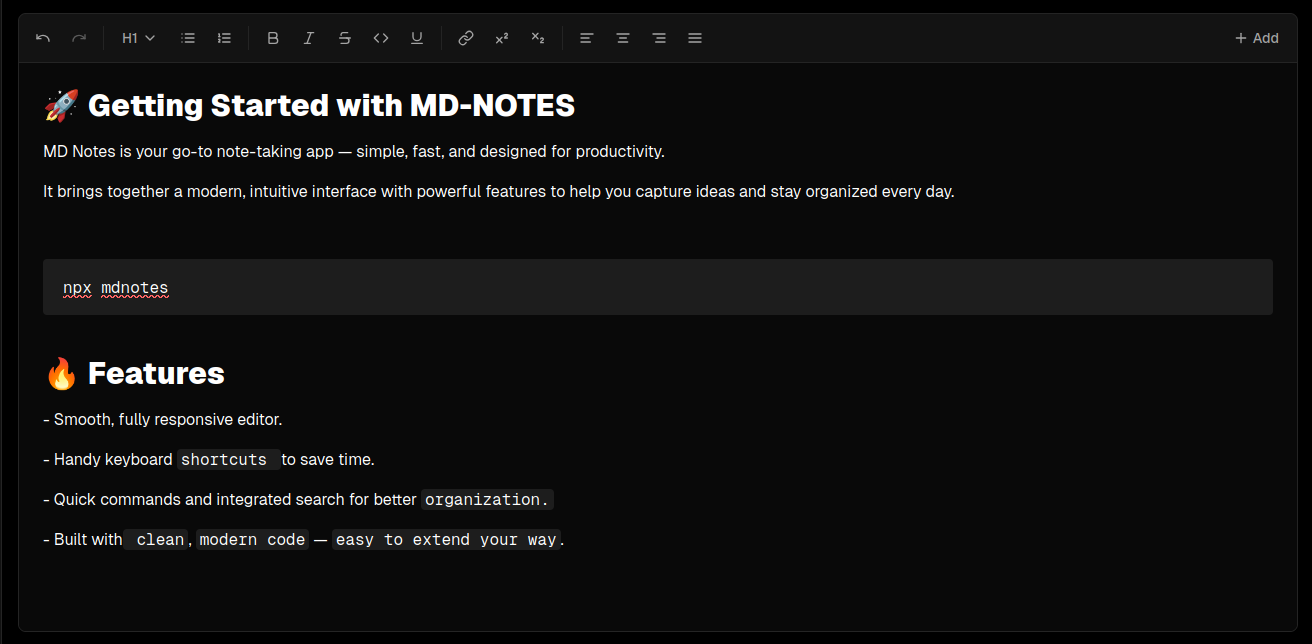 H1
+ Add
🚀 Getting Started with MD-NOTES
MD Notes is your go-to note-taking app — simple, fast, and designed for productivity.
It brings together a modern, intuitive interface with powerful features to help you capture ideas and stay organized every day.
npx mdnotes
🔥 Features
- Smooth, fully responsive editor.
- Handy keyboard shortcuts to save time.
- Quick commands and integrated search for better organization.
- Built with clean, modern code — easy to extend your way.